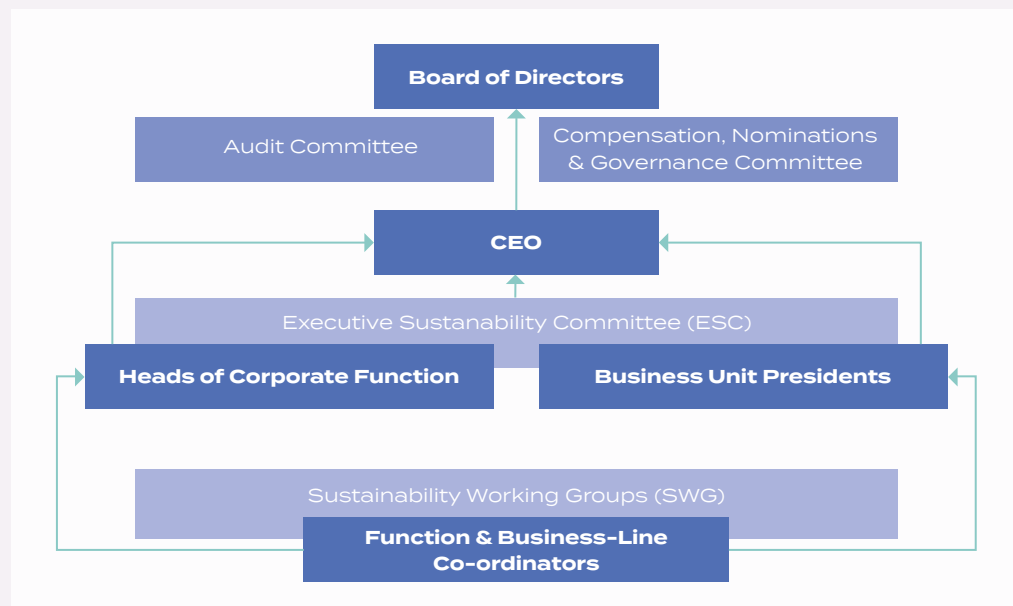 Board of Directors
Audit Committee
Compensation, Nominations
& Governance Committee
CEO
Executive Sustanability Committee (ESC)
Heads of Corporate Function
Business Unit Presidents
Sustainability Working Groups (SWG)
Function & Business-Line
Co-ordinators